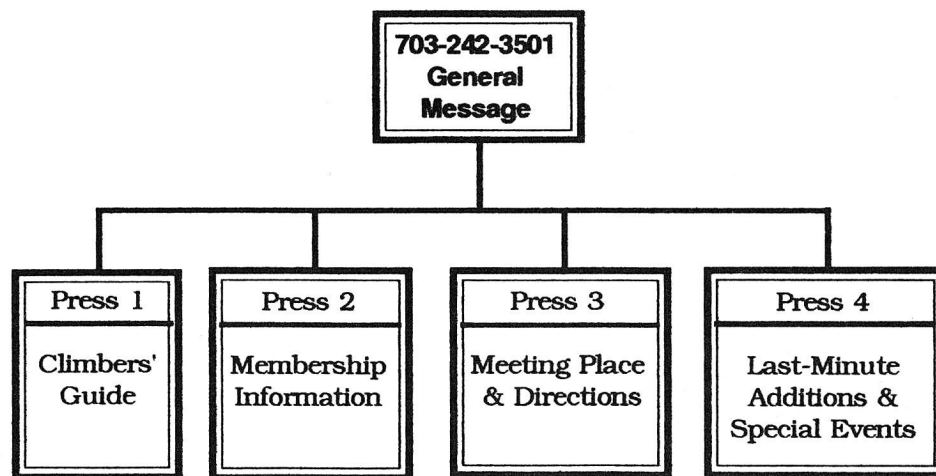 703-242-3501
General
Message
Press 1
Climbers'
Guide
Press 2
Membership
Information
Press 3
Meeting Place
& Directions
Press 4
Last-Minute
Additions &
Special Events